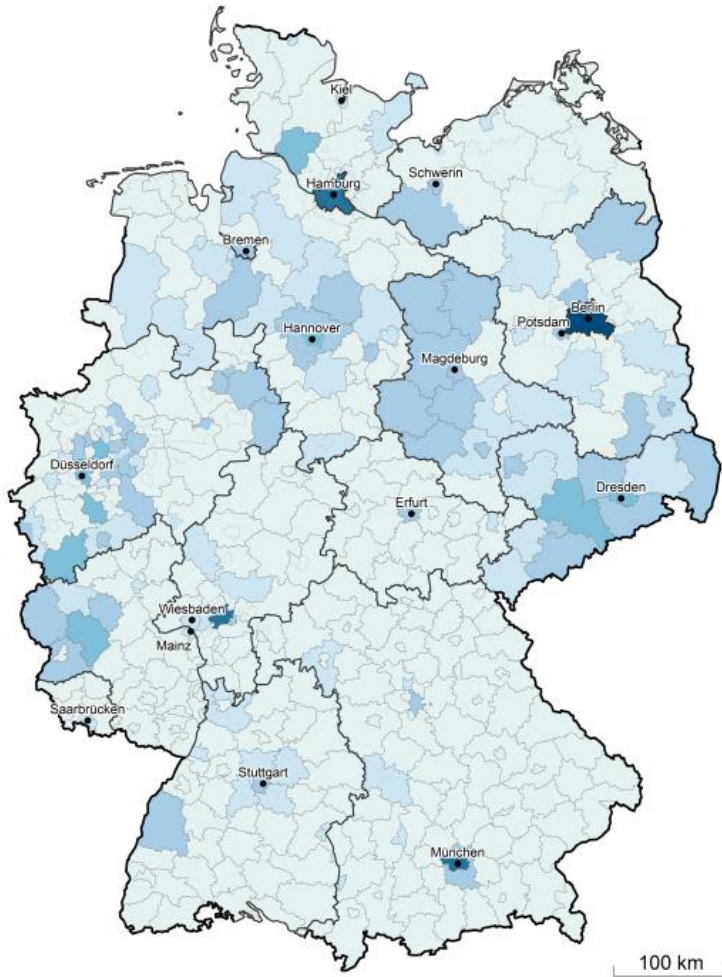 Kiel
Schwerin
Hamburg
Bremen
Berlin
Potsdam
Hannover
Magdeburg
Düsseldorf
Dresden
Erfurt
Wiesbaden
Mainz
Saarbrücken
Stuttgart
München
100 km